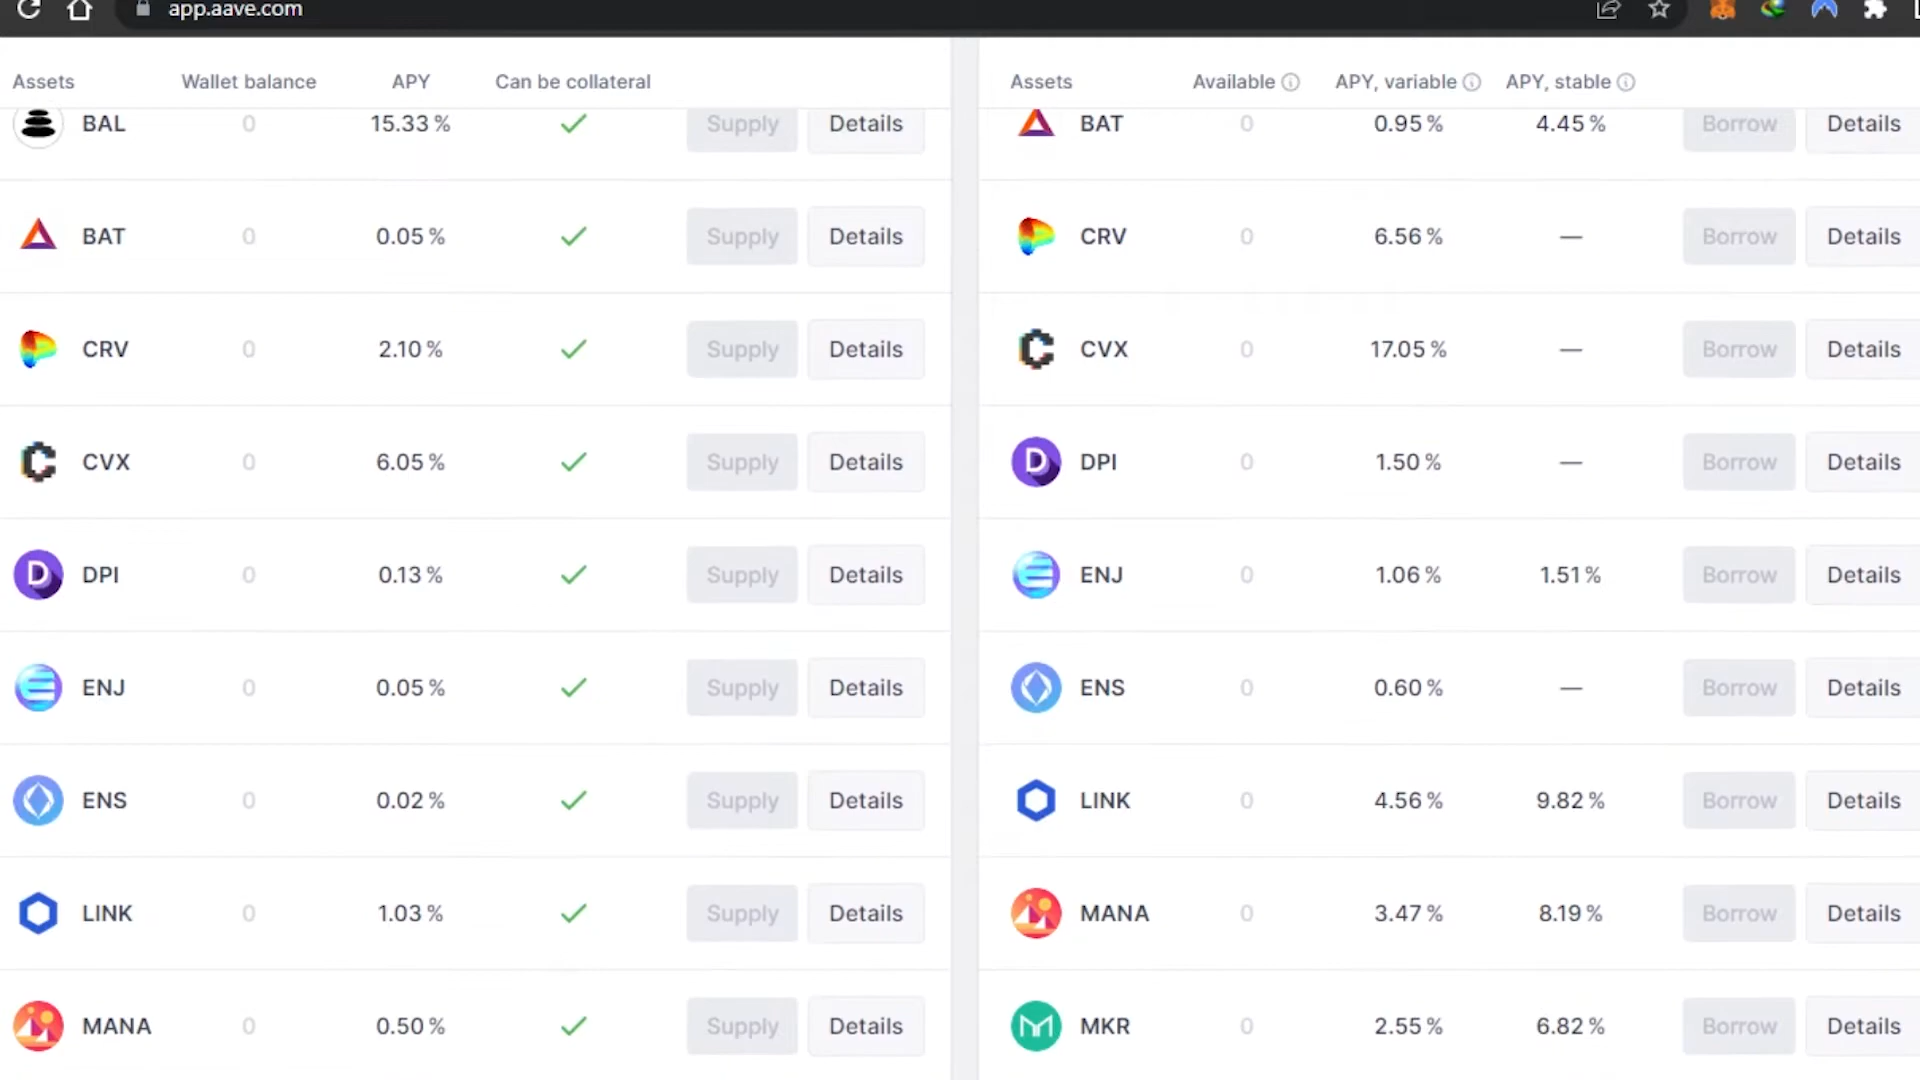 app.aave.com
Assets Wallet balance APY Can be collateral
BAL 0 15.33 % Supply Details
BAT 0 0.05 % Supply Details
CRV 0 2.10 % Supply Details
CVX 0 6.05 % Supply Details
DPI 0 0.13 % Supply Details
ENJ 0 0.05 % Supply Details
ENS 0 0.02 % Supply Details
LINK 0 1.03 % Supply Details
MANA 0 0.50 % Supply Details
Assets Available APY, variable APY, stable
BAT 0 0.95 % 4.45 % Borrow Details
CRV 0 6.56 % — Borrow Details
CVX 0 17.05 % — Borrow Details
DPI 0 1.50 % — Borrow Details
ENJ 0 1.06 % 1.51 % Borrow Details
ENS 0 0.60 % — Borrow Details
LINK 0 4.56 % 9.82 % Borrow Details
MANA 0 3.47 % 8.19 % Borrow Details
MKR 0 2.55 % 6.82 % Borrow Details